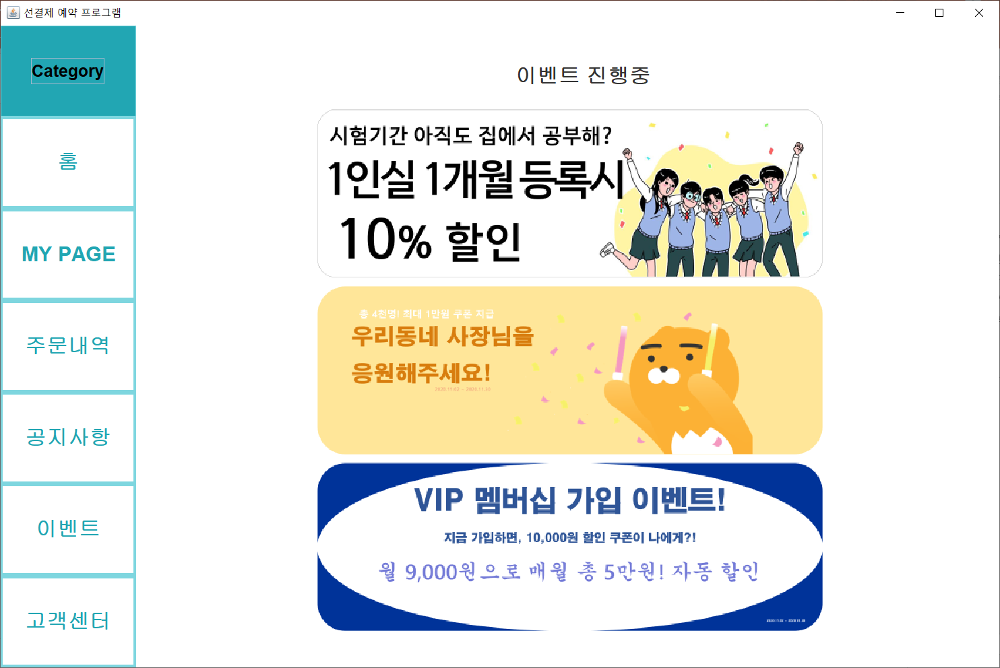 선결제 예약 프로그램
Category
홈
MY PAGE
주문내역
공지사항
이벤트
고객센터
이벤트 진행중
시험기간 아직도 집에서 공부해?
1인실 1개월 등록시
10% 할인
총 4천명! 최대 1만원 쿠폰 지급
우리동네 사장님을
응원해주세요!
2020.11.02 ~ 2020.11.30
VIP 멤버십 가입 이벤트!
지금 가입하면, 10,000원 할인 쿠폰이 나에게?!
월 9,000원으로 매월 총 5만원! 자동 할인
2020.11.02 ~ 2020.11.30